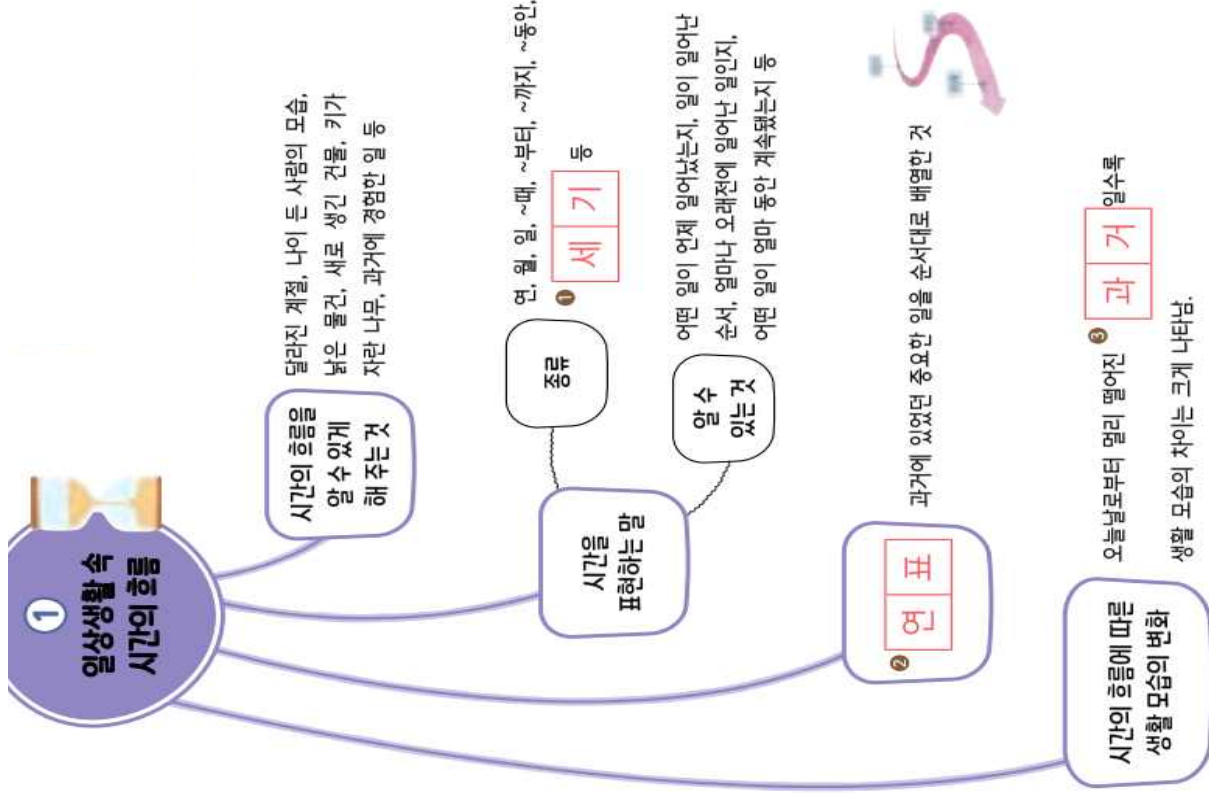 1
일상생활 속
시간의 흐름
시간의 흐름을
알 수 있게
해 주는 것
달라진 계절, 나이 든 사람의 모습,
낡은 물건, 새로 생긴 건물, 키가
자란 나무, 과거에 경험한 일 등
시간을
표현하는 말
종류
연, 월, 일, ~때, ~부터, ~까지, ~동안,
❶ 세기 등
알 수
있는 것
어떤 일이 언제 일어났는지, 일이 일어난
순서, 얼마나 오래전에 일어난 일인지,
어떤 일이 얼마 동안 계속됐는지 등
❷ 연표
과거에 있었던 중요한 일을 순서대로 배열한 것
시간의 흐름에 따른
생활 모습의 변화
오늘날로부터 멀리 떨어진 ❸ 과거 일수록
생활 모습의 차이는 크게 나타남.